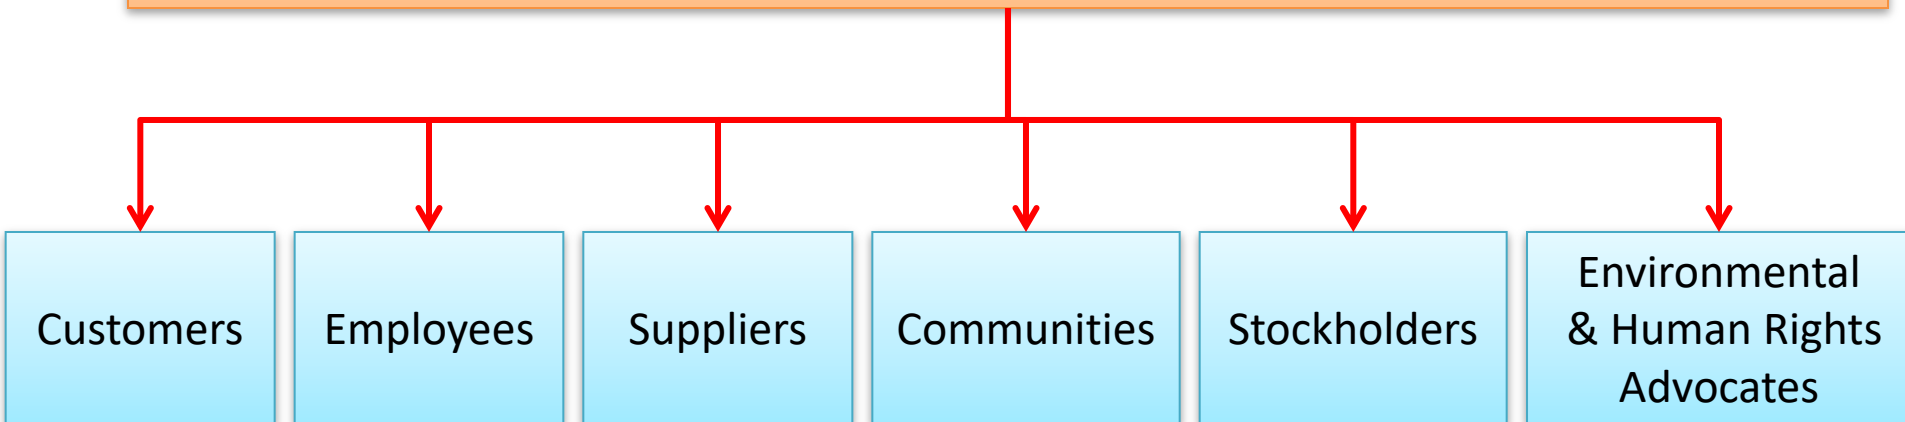 Customers
Employees
Suppliers
Communities
Stockholders
Environmental
& Human Rights
Advocates